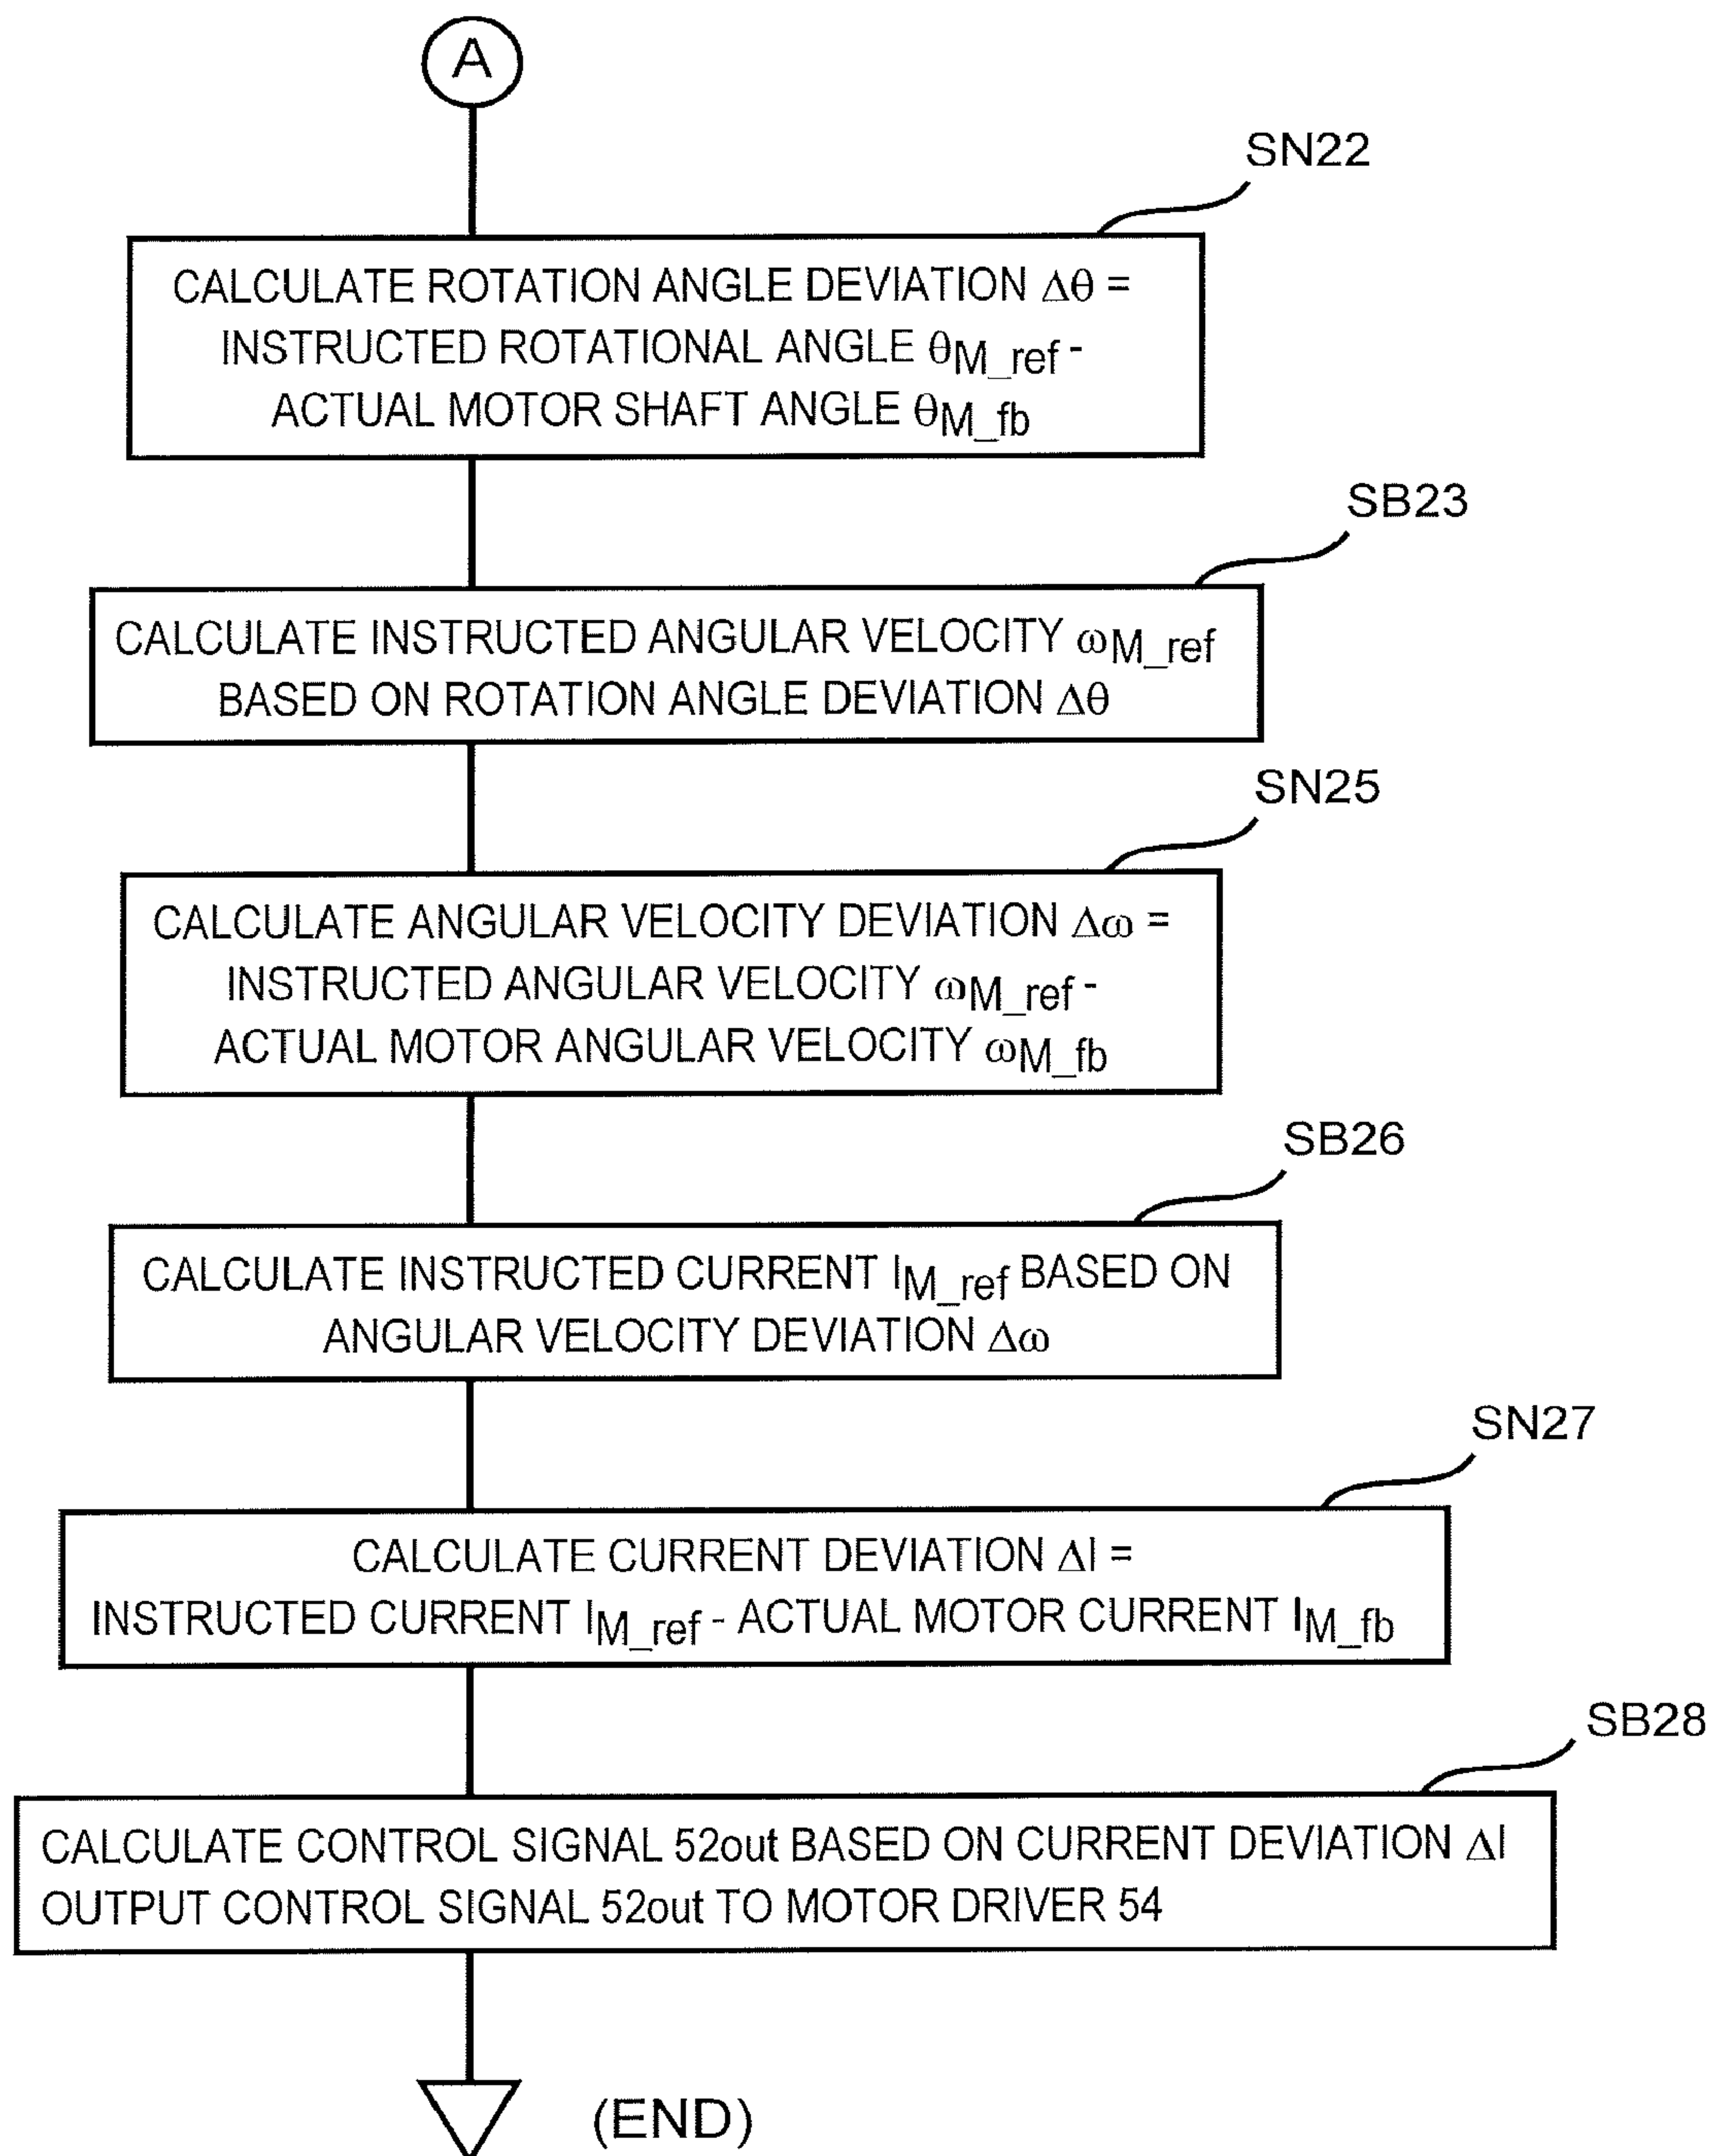 A
SN22
CALCULATE ROTATION ANGLE DEVIATION Δθ =
INSTRUCTED ROTATIONAL ANGLE θM_ref -
ACTUAL MOTOR SHAFT ANGLE θM_fb
SB23
CALCULATE INSTRUCTED ANGULAR VELOCITY ωM_ref
BASED ON ROTATION ANGLE DEVIATION Δθ
SN25
CALCULATE ANGULAR VELOCITY DEVIATION Δω =
INSTRUCTED ANGULAR VELOCITY ωM_ref -
ACTUAL MOTOR ANGULAR VELOCITY ωM_fb
SB26
CALCULATE INSTRUCTED CURRENT IM_ref BASED ON
ANGULAR VELOCITY DEVIATION Δω
SN27
CALCULATE CURRENT DEVIATION ΔI =
INSTRUCTED CURRENT IM_ref - ACTUAL MOTOR CURRENT IM_fb
SB28
CALCULATE CONTROL SIGNAL 52out BASED ON CURRENT DEVIATION ΔI
OUTPUT CONTROL SIGNAL 52out TO MOTOR DRIVER 54
(END)